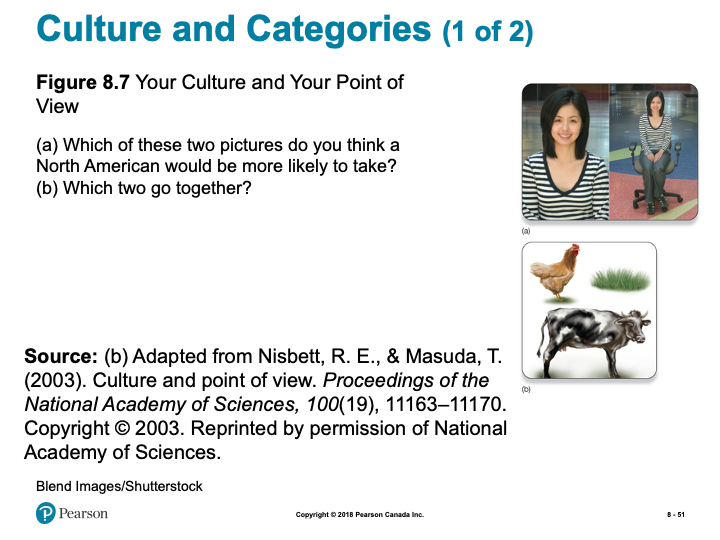 Culture and Categories (1 of 2)
Figure 8.7 Your Culture and Your Point of
View
(a) Which of these two pictures do you think a
North American would be more likely to take?
(b) Which two go together?
(a)
(b)
Source: (b) Adapted from Nisbett, R. E., & Masuda, T.
(2003). Culture and point of view. Proceedings of the
National Academy of Sciences, 100(19), 11163–11170.
Copyright © 2003. Reprinted by permission of National
Academy of Sciences.
Blend Images/Shutterstock
P Pearson
Copyright © 2018 Pearson Canada Inc.
8 - 51